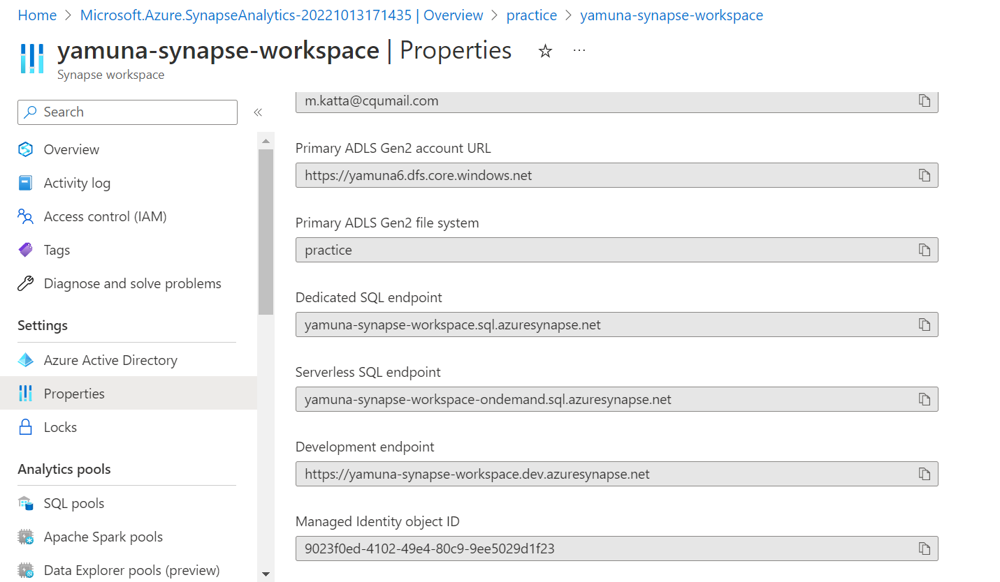 Home > Microsoft.Azure.SynapseAnalytics-20221013171435 | Overview > practice > yamuna-synapse-workspace
yamuna-synapse-workspace | Properties
Synapse workspace
Search
Overview
Activity log
Access control (IAM)
Tags
Diagnose and solve problems
Settings
Azure Active Directory
Properties
Locks
Analytics pools
SQL pools
Apache Spark pools
Data Explorer pools (preview)
m.katta@cqumail.com
Primary ADLS Gen2 account URL
https://yamuna6.dfs.core.windows.net
Primary ADLS Gen2 file system
practice
Dedicated SQL endpoint
yamuna-synapse-workspace.sql.azuresynapse.net
Serverless SQL endpoint
yamuna-synapse-workspace-ondemand.sql.azuresynapse.net
Development endpoint
https://yamuna-synapse-workspace.dev.azuresynapse.net
Managed Identity object ID
9023f0ed-4102-49e4-80c9-9ee5029d1f23